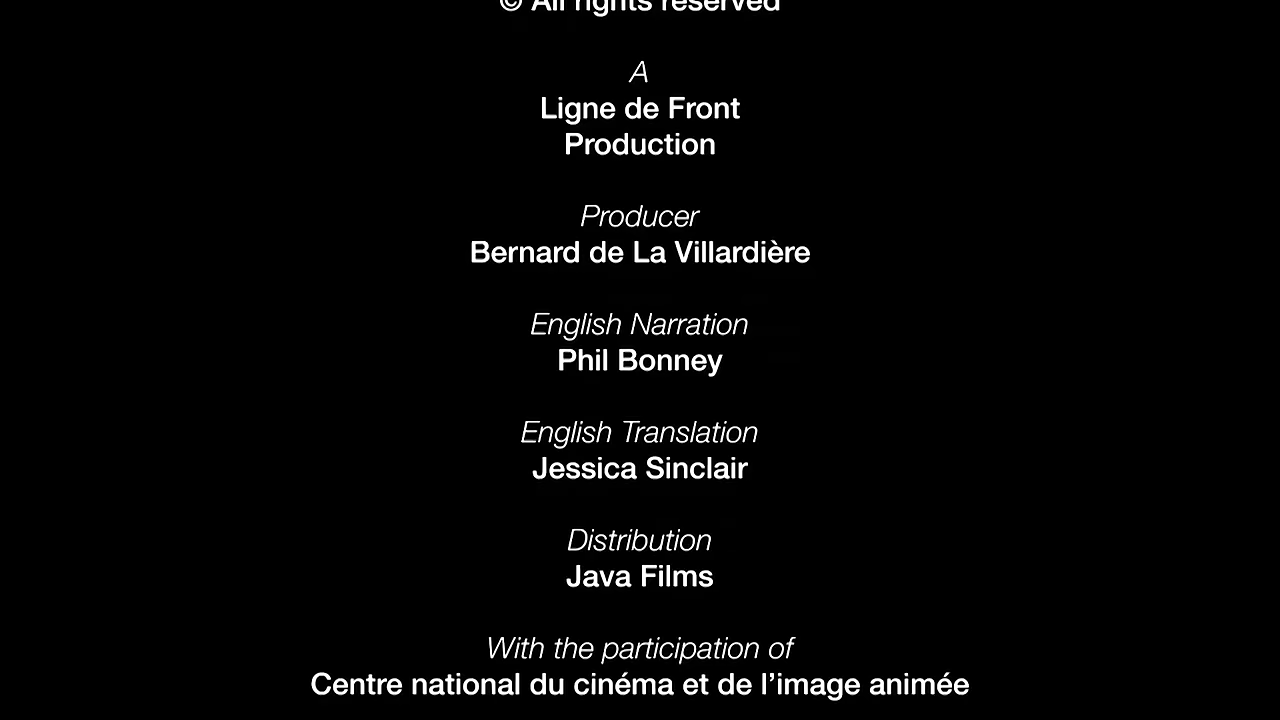 © All rights reserved
A
Ligne de Front
Production
Producer
Bernard de La Villardière
English Narration
Phil Bonney
English Translation
Jessica Sinclair
Distribution
Java Films
With the participation of
Centre national du cinéma et de l’image animée